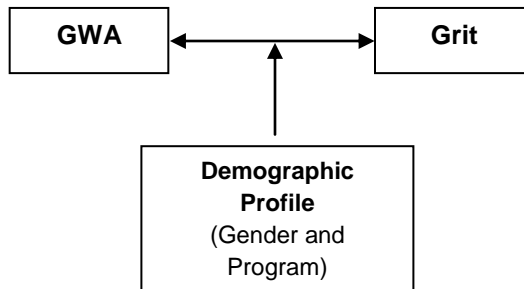 GWA
Grit
Demographic
Profile
(Gender and
Program)